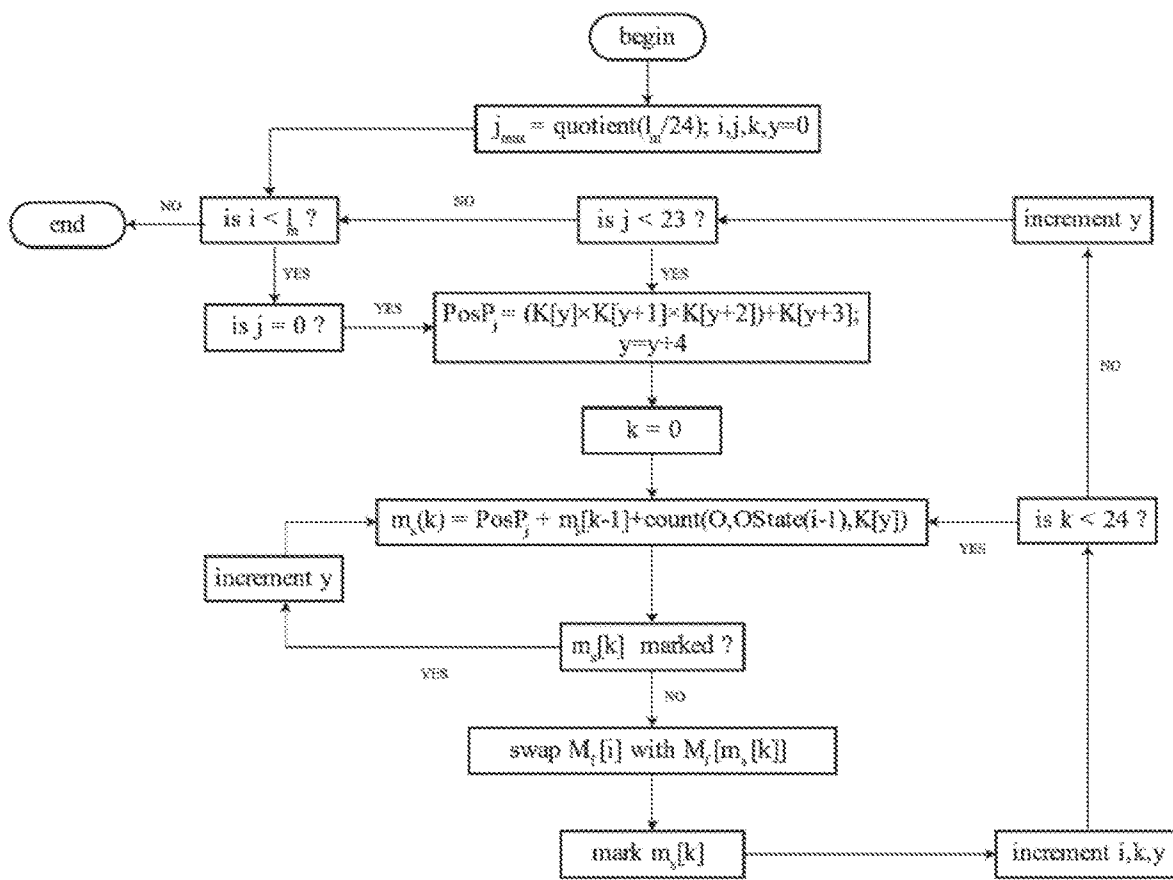 begin
j_max = quotient(l_m/24); i,j,k,y=0
end
NO
is i < l_m ?
NO
is j < 23 ?
increment y
YES
YES
is j = 0 ?
YES
PosP_j = (K[y]×K[y+1]×K[y+2])+K[y+3];
y=y+4
NO
k = 0
m_s(k) = PosP_j + m_s[k-1]+count(O,OState(i-1),K[y])
YES
is k < 24 ?
increment y
m_s[k] marked ?
YES
NO
swap M_f[i] with M_f[m_s[k]]
mark m_s[k]
increment i,k,y